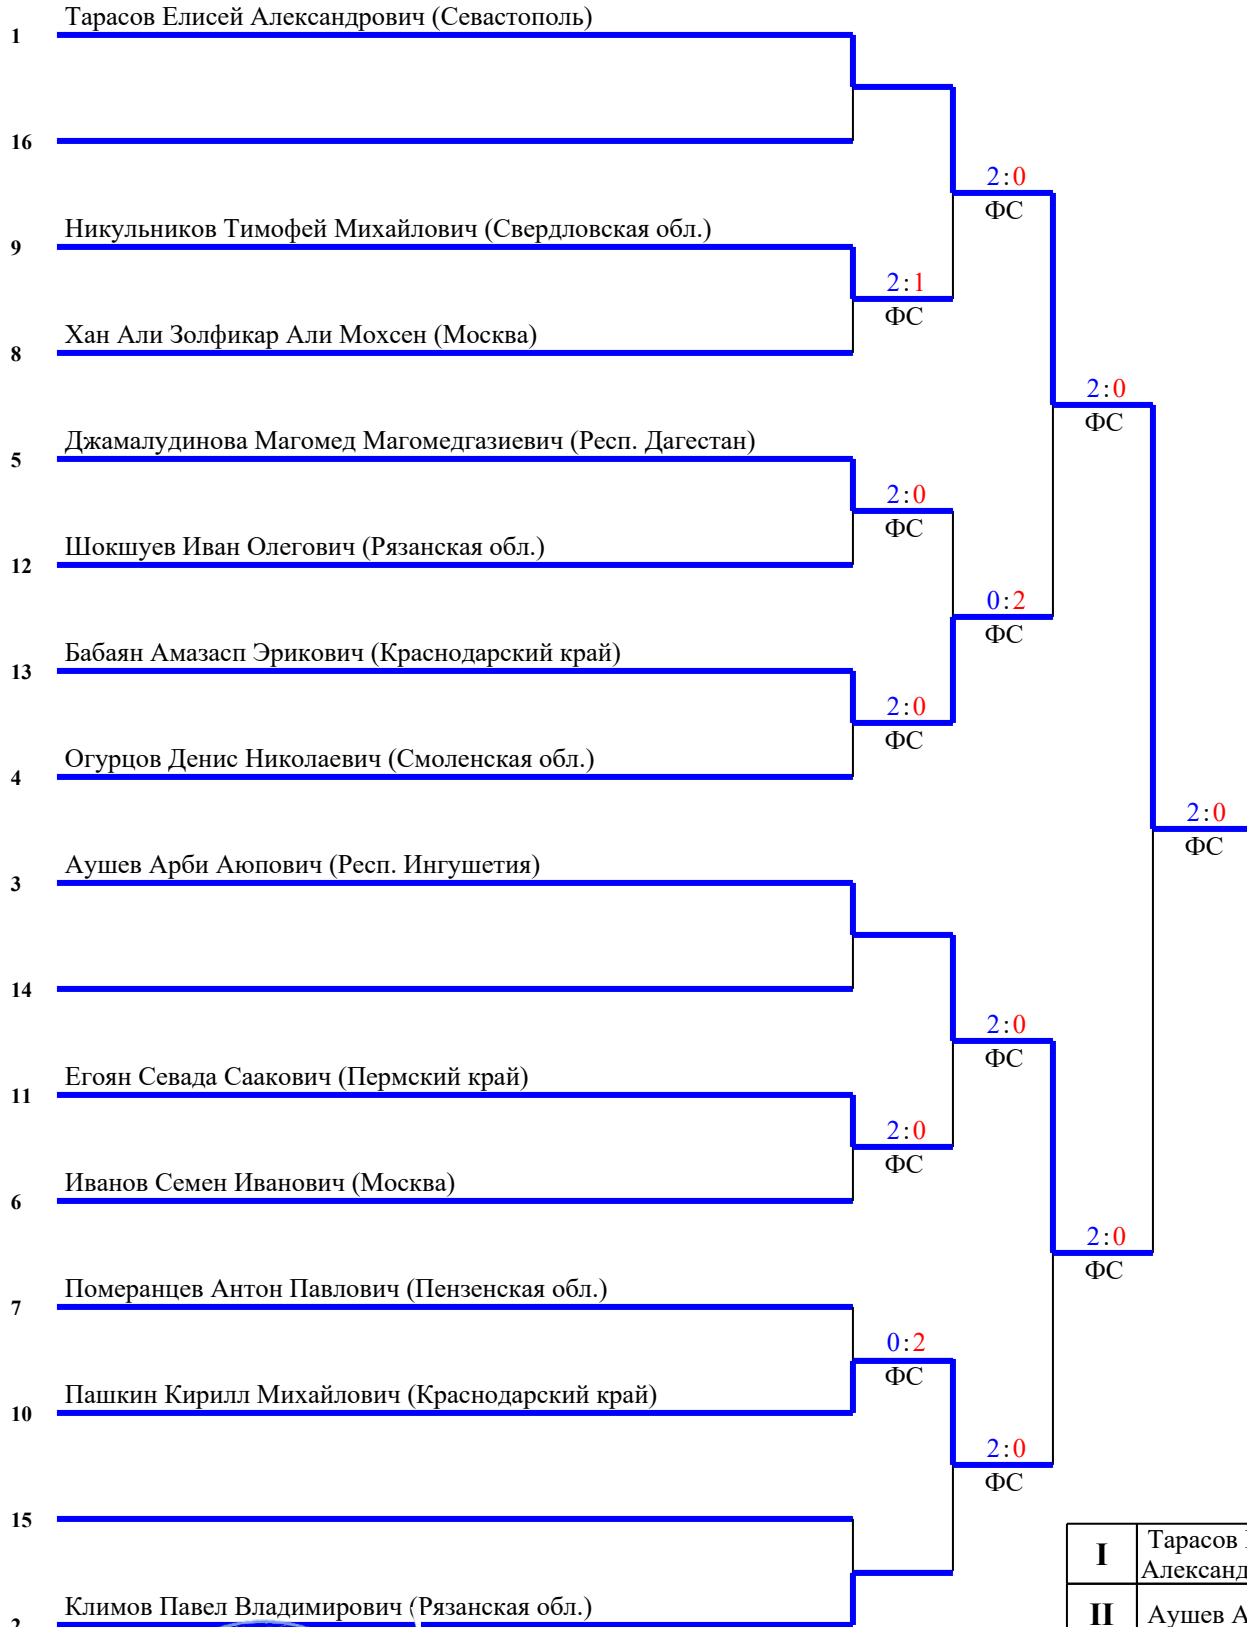 Тарасов Елисей Александрович (Севастополь)
1
16
2:0
ФС
Никульников Тимофей Михайлович (Свердловская обл.)
9
2:1
ФС
Хан Али Золфикар Али Мохсен (Москва)
8
2:0
ФС
Джамалудинова Магомед Магомедгазиевич (Респ. Дагестан)
5
2:0
ФС
Шокшуев Иван Олегович (Рязанская обл.)
12
0:2
ФС
Бабаян Амазасп Эрикович (Краснодарский край)
13
2:0
ФС
Огурцов Денис Николаевич (Смоленская обл.)
4
2:0
ФС
Аушев Арби Аюпович (Респ. Ингушетия)
3
14
2:0
ФС
Егоян Севада Саакович (Пермский край)
11
2:0
ФС
Иванов Семен Иванович (Москва)
6
2:0
ФС
Померанцев Антон Павлович (Пензенская обл.)
7
0:2
ФС
Пашкин Кирилл Михайлович (Краснодарский край)
10
2:0
ФС
15
I Тарасов
Александ
Климов Павел Владимирович (Рязанская обл.)
2
II Аушев А